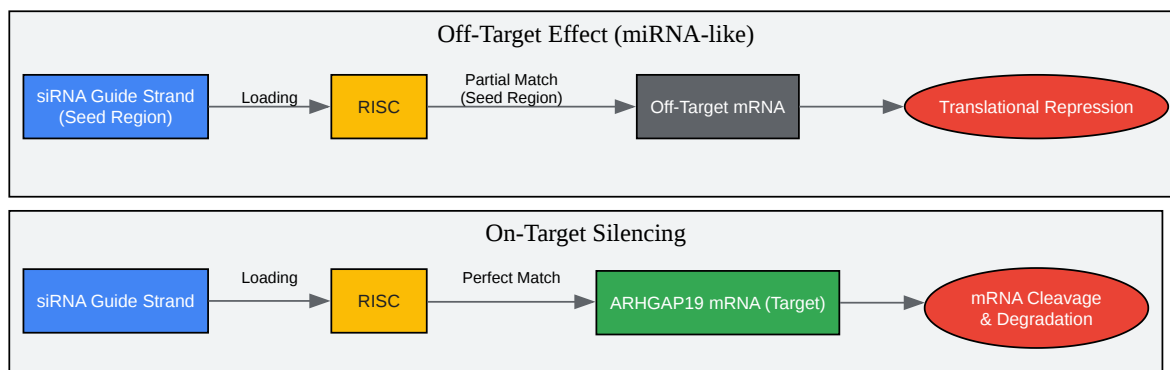 Off-Target Effect (miRNA-like)
siRNA Guide Strand
(Seed Region)
Loading
RISC
Partial Match
(Seed Region)
Off-Target mRNA
Translational Repression
On-Target Silencing
siRNA Guide Strand
Loading
RISC
Perfect Match
ARHGAP19 mRNA (Target)
mRNA Cleavage
& Degradation